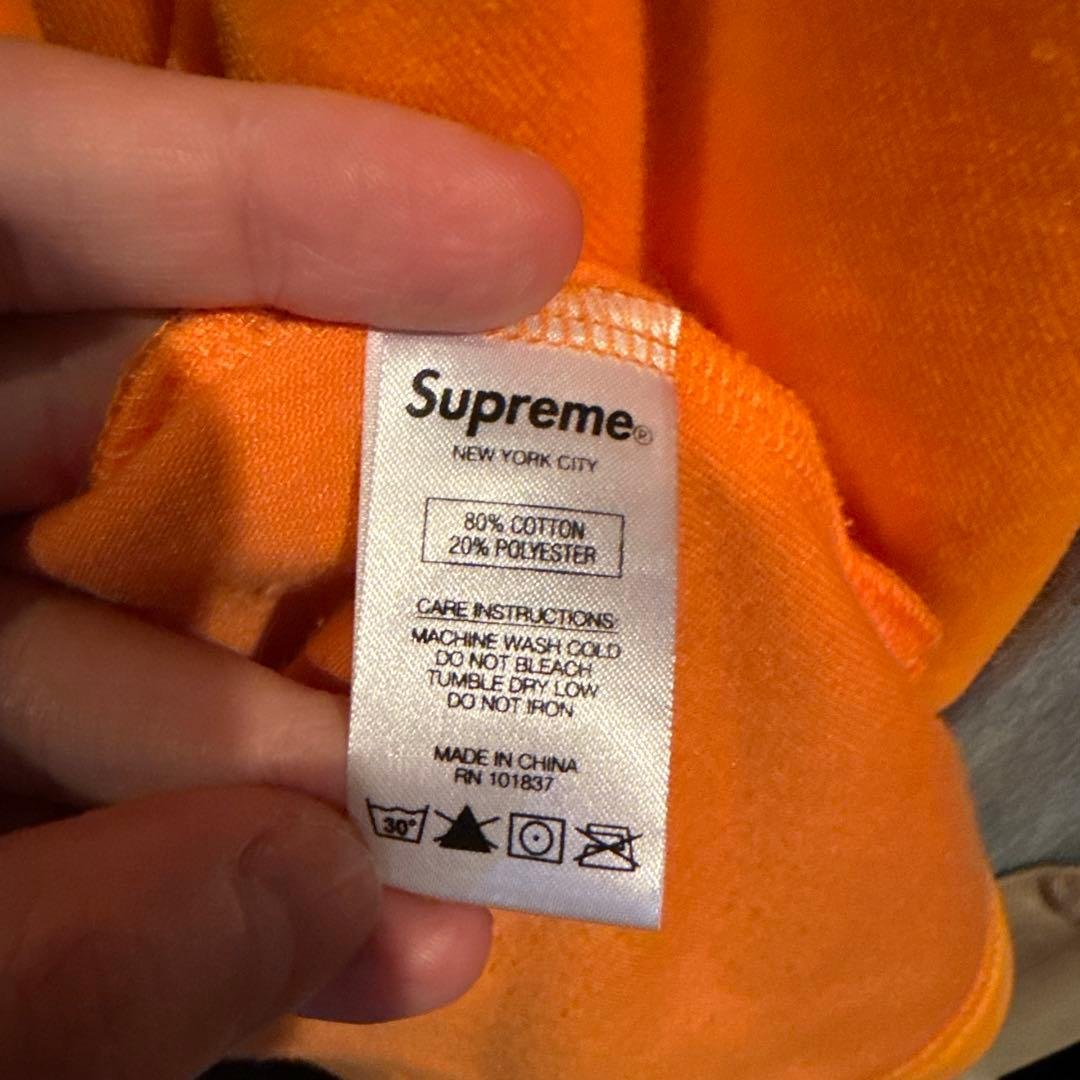 Supreme®
NEW YORK CITY
80% COTTON
20% POLYESTER
CARE INSTRUCTIONS:
MACHINE WASH COLD
DO NOT BLEACH
TUMBLE DRY LOW
DO NOT IRON
MADE IN CHINA
RN 101837
30°